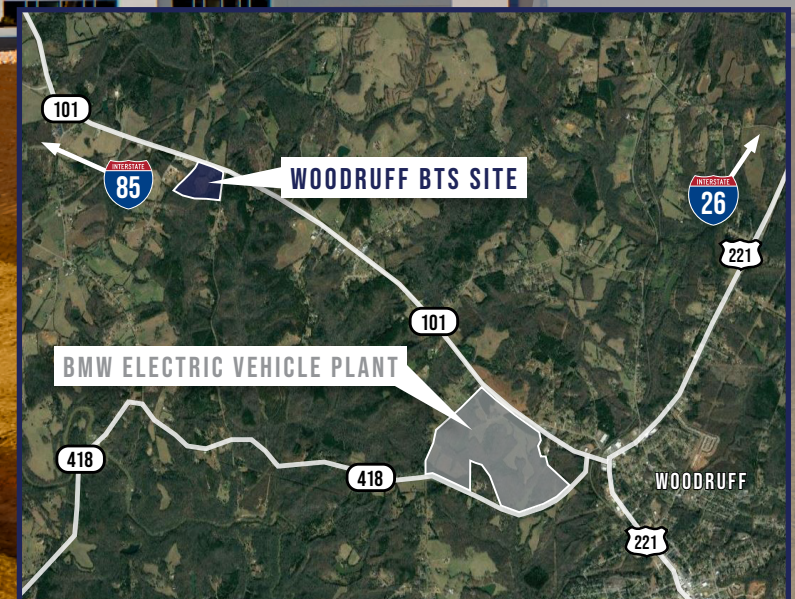 101
INTERSTATE
85
WOODRUFF BTS SITE
INTERSTATE
26
221
101
BMW ELECTRIC VEHICLE PLANT
418
418
WOODRUFF
221